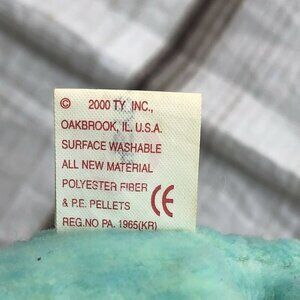 © 2000 TY INC.,
OAKBROOK, IL. U.S.A.
SURFACE WASHABLE
ALL NEW MATERIAL
POLYESTER FIBER
& P.E. PELLETS CE
REG.NO PA. 1965(KR)